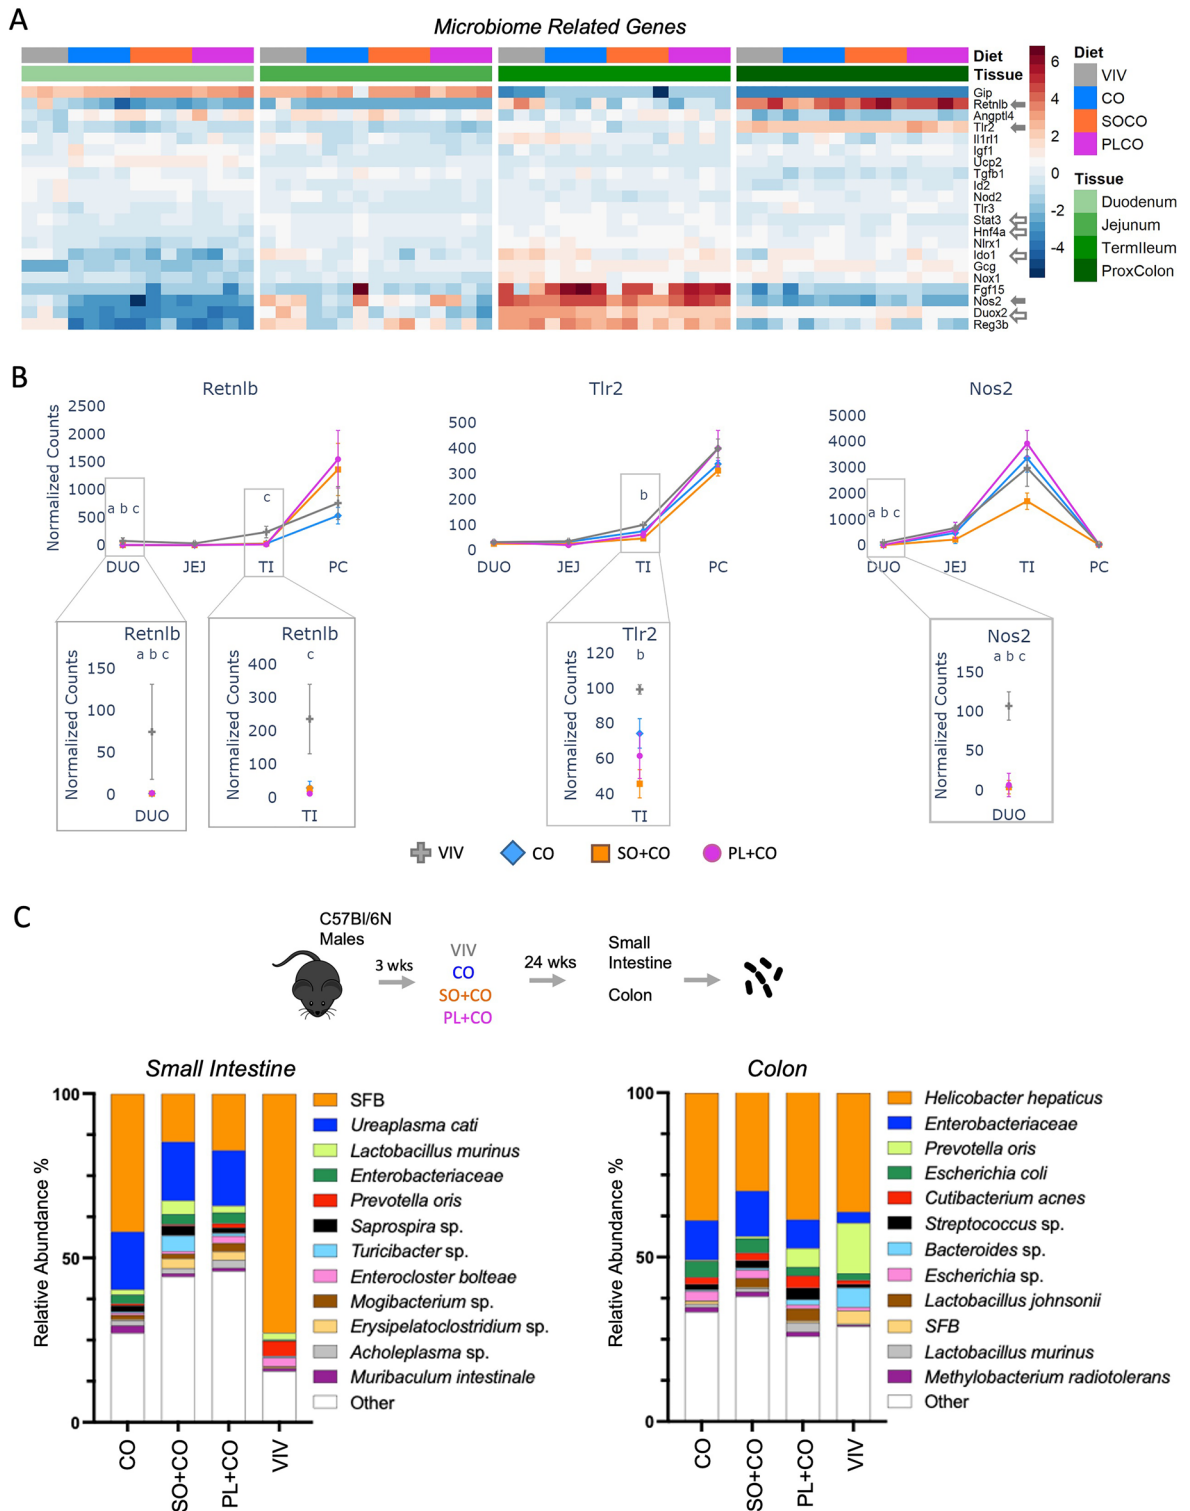 A
Microbiome Related Genes
Diet
Tissue
Gip
Retnlb
Angptl4
Tlr2
Il1rl1
Igf1
Ucp2
Tgfb1
Id2
Nod2
Tlr3
Stat3
Hnf4a
Nlrx1
Ido1
Gcg
Nox1
Fgf15
Nos2
Duox2
Reg3b
6
4
2
0
-2
-4
Diet
VIV
CO
SOCO
PLCO
Tissue
Duodenum
Jejunum
TermIleum
ProxColon
B
Retnlb
Normalized Counts
2500
2000
1500
1000
500
0
a b c
c
DUO JEJ TI PC
Tlr2
500
400
300
200
100
0
b
DUO JEJ TI PC
Nos2
5000
4000
3000
2000
1000
0
a b c
DUO JEJ TI PC
Retnlb
a b c
Normalized Counts
150
100
50
0
DUO
Retnlb
c
Normalized Counts
400
300
200
100
0
TI
Tlr2
b
Normalized Counts
120
100
80
60
40
TI
Nos2
a b c
Normalized Counts
150
100
50
0
DUO
VIV CO SO+CO PL+CO
C
C57Bl/6N
Males
3 wks
VIV
CO
SO+CO
PL+CO
24 wks
Small
Intestine
Colon
Small Intestine
Relative Abundance %
100
50
0
CO
SO+CO
PL+CO
VIV
SFB
Ureaplasma cati
Lactobacillus murinus
Enterobacteriaceae
Prevotella oris
Saprospira sp.
Turicibacter sp.
Enterocloster bolteae
Mogibacterium sp.
Erysipelatoclostridium sp.
Acholeplasma sp.
Muribaculum intestinale
Other
Colon
Relative Abundance %
100
50
0
CO
SO+CO
PL+CO
VIV
Helicobacter hepaticus
Enterobacteriaceae
Prevotella oris
Escherichia coli
Cutibacterium acnes
Streptococcus sp.
Bacteroides sp.
Escherichia sp.
Lactobacillus johnsonii
SFB
Lactobacillus murinus
Methylobacterium radiotolerans
Other